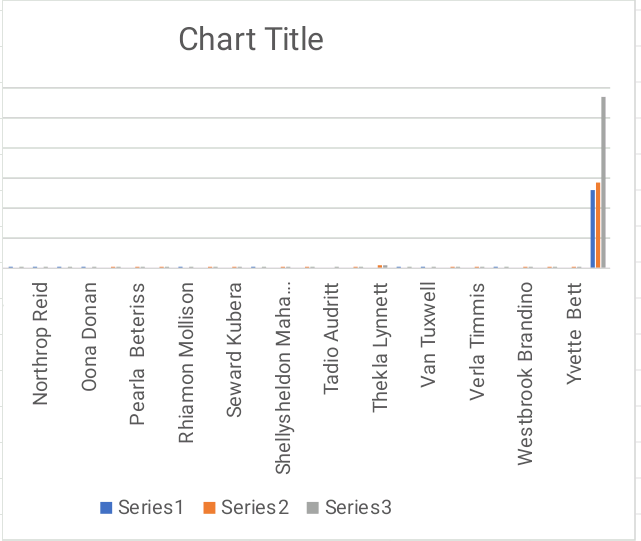 Chart Title
Northrop Reid
Oona Donan
Pearla  Beteriss
Rhiamon Mollison
Seward Kubera
Shellysheldon Maha...
Tadio Audritt
Thekla Lynnett
Van Tuxwell
Verla Timmis
Westbrook Brandino
Yvette  Bett
Series1 Series2 Series3